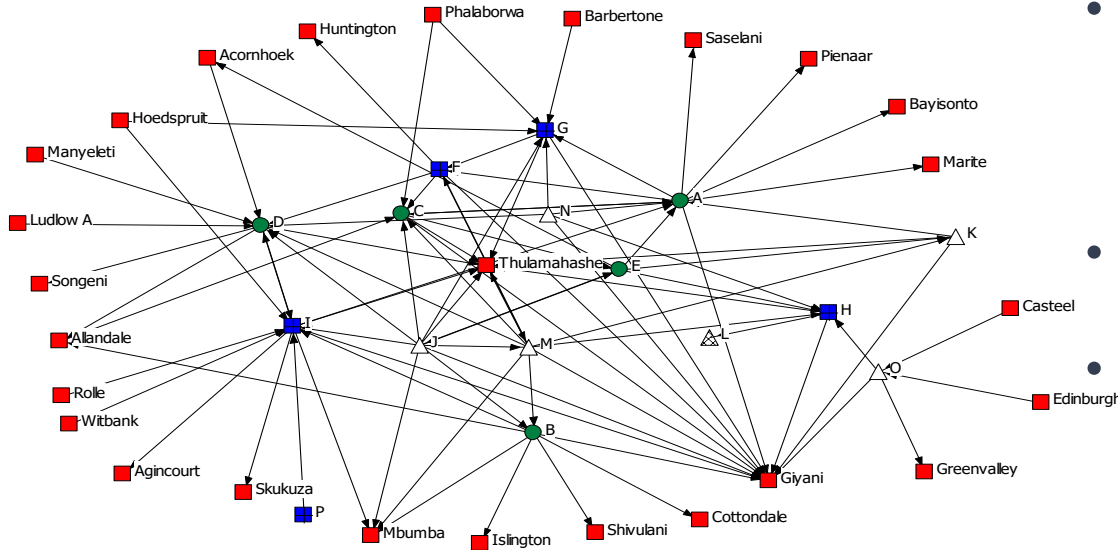 Phalaborwa
Barbertone
Huntington
Saselani
Acornhoek
Pienaar
Bayisonto
Hoedspruit
G
Manyeleti
Marite
F
A
C
N
Ludlow A
D
K
Thulamahashe
E
Songeni
Casteel
H
I
Allandale
J
M
L
O
Rolle
Edinburgh
Witbank
B
Agincourt
Greenvalley
Giyani
Skukuza
P
Cottondale
Mbumba
Shivulani
Islington